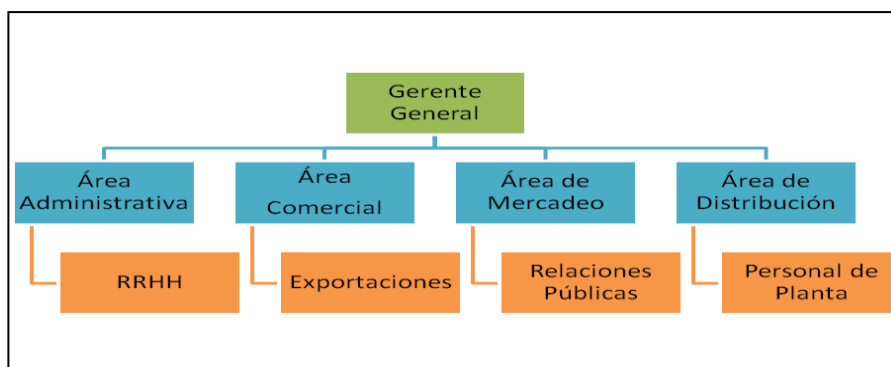 Gerente
General
Área
Administrativa
Área
Comercial
Área de
Mercadeo
Área de
Distribución
RRHH
Exportaciones
Relaciones
Públicas
Personal de
Planta